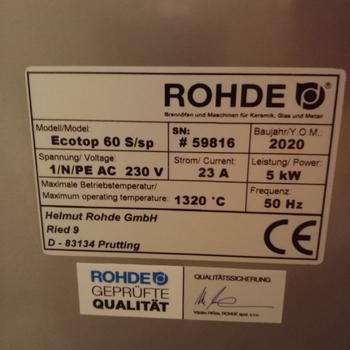 ROHDE
Brennöfen und Maschinen für Keramik, Glas und Metall
Modell/Model:
Ecotop 60 S/sp
SN:
# 59816
Baujahr/Y.O.M.:
2020
Spannung/ Voltage:
1/N/PE AC 230 V
Strom/ Current:
23 A
Leistung/ Power:
5 kW
Maximale Betriebstemperatur/
Maximum operating temperature: 1320 °C
Frequenz:
50 Hz
Helmut Rohde GmbH
Ried 9
D - 83134 Prutting
CE
ROHDE
GEPRÜFTE
QUALITÄT
QUALITÄTSSICHERUNG